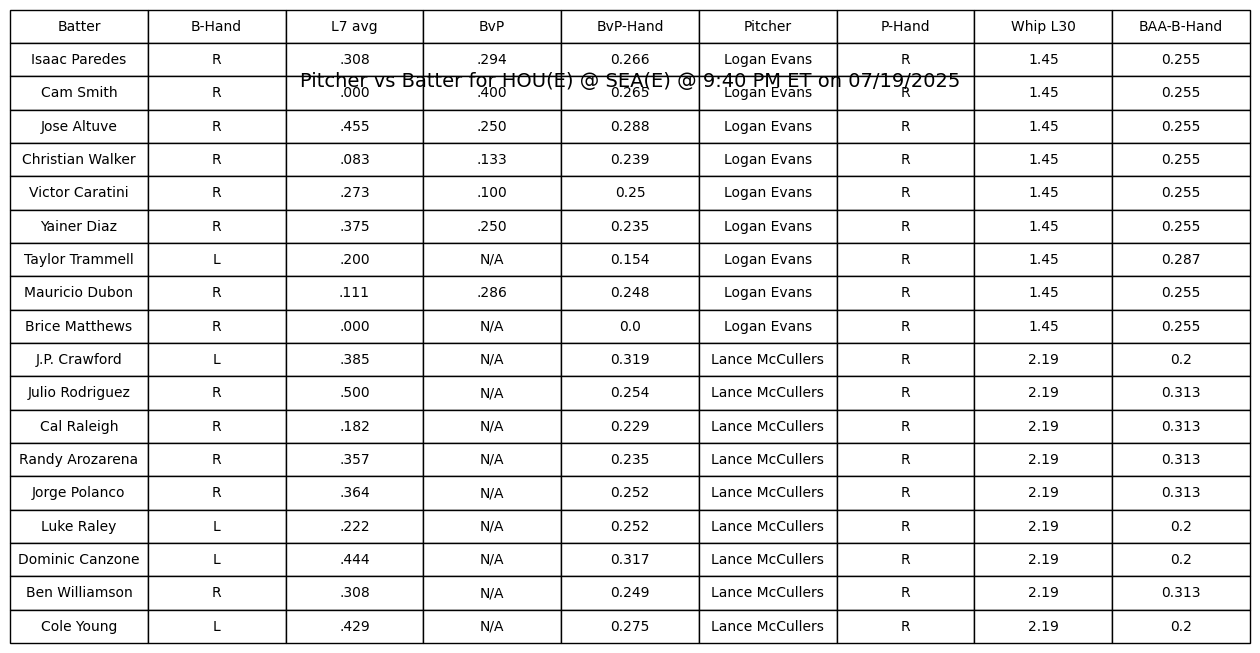 Batter B-Hand L7 avg BvP BvP-Hand Pitcher P-Hand Whip L30 BAA-B-Hand
Isaac Paredes R .308 .294 0.266 Logan Evans R 1.45 0.255
Pitcher vs Batter for HOU(E) @ SEA(E) @ 9:40 PM ET on 07/19/2025
Cam Smith R .000 .400 0.265 Logan Evans R 1.45 0.255
Jose Altuve R .455 .250 0.288 Logan Evans R 1.45 0.255
Christian Walker R .083 .133 0.239 Logan Evans R 1.45 0.255
Victor Caratini R .273 .100 0.25 Logan Evans R 1.45 0.255
Yainer Diaz R .375 .250 0.235 Logan Evans R 1.45 0.255
Taylor Trammell L .200 N/A 0.154 Logan Evans R 1.45 0.287
Mauricio Dubon R .111 .286 0.248 Logan Evans R 1.45 0.255
Brice Matthews R .000 N/A 0.0 Logan Evans R 1.45 0.255
J.P. Crawford L .385 N/A 0.319 Lance McCullers R 2.19 0.2
Julio Rodriguez R .500 N/A 0.254 Lance McCullers R 2.19 0.313
Cal Raleigh R .182 N/A 0.229 Lance McCullers R 2.19 0.313
Randy Arozarena R .357 N/A 0.235 Lance McCullers R 2.19 0.313
Jorge Polanco R .364 N/A 0.252 Lance McCullers R 2.19 0.313
Luke Raley L .222 N/A 0.252 Lance McCullers R 2.19 0.2
Dominic Canzone L .444 N/A 0.317 Lance McCullers R 2.19 0.2
Ben Williamson R .308 N/A 0.249 Lance McCullers R 2.19 0.313
Cole Young L .429 N/A 0.275 Lance McCullers R 2.19 0.2